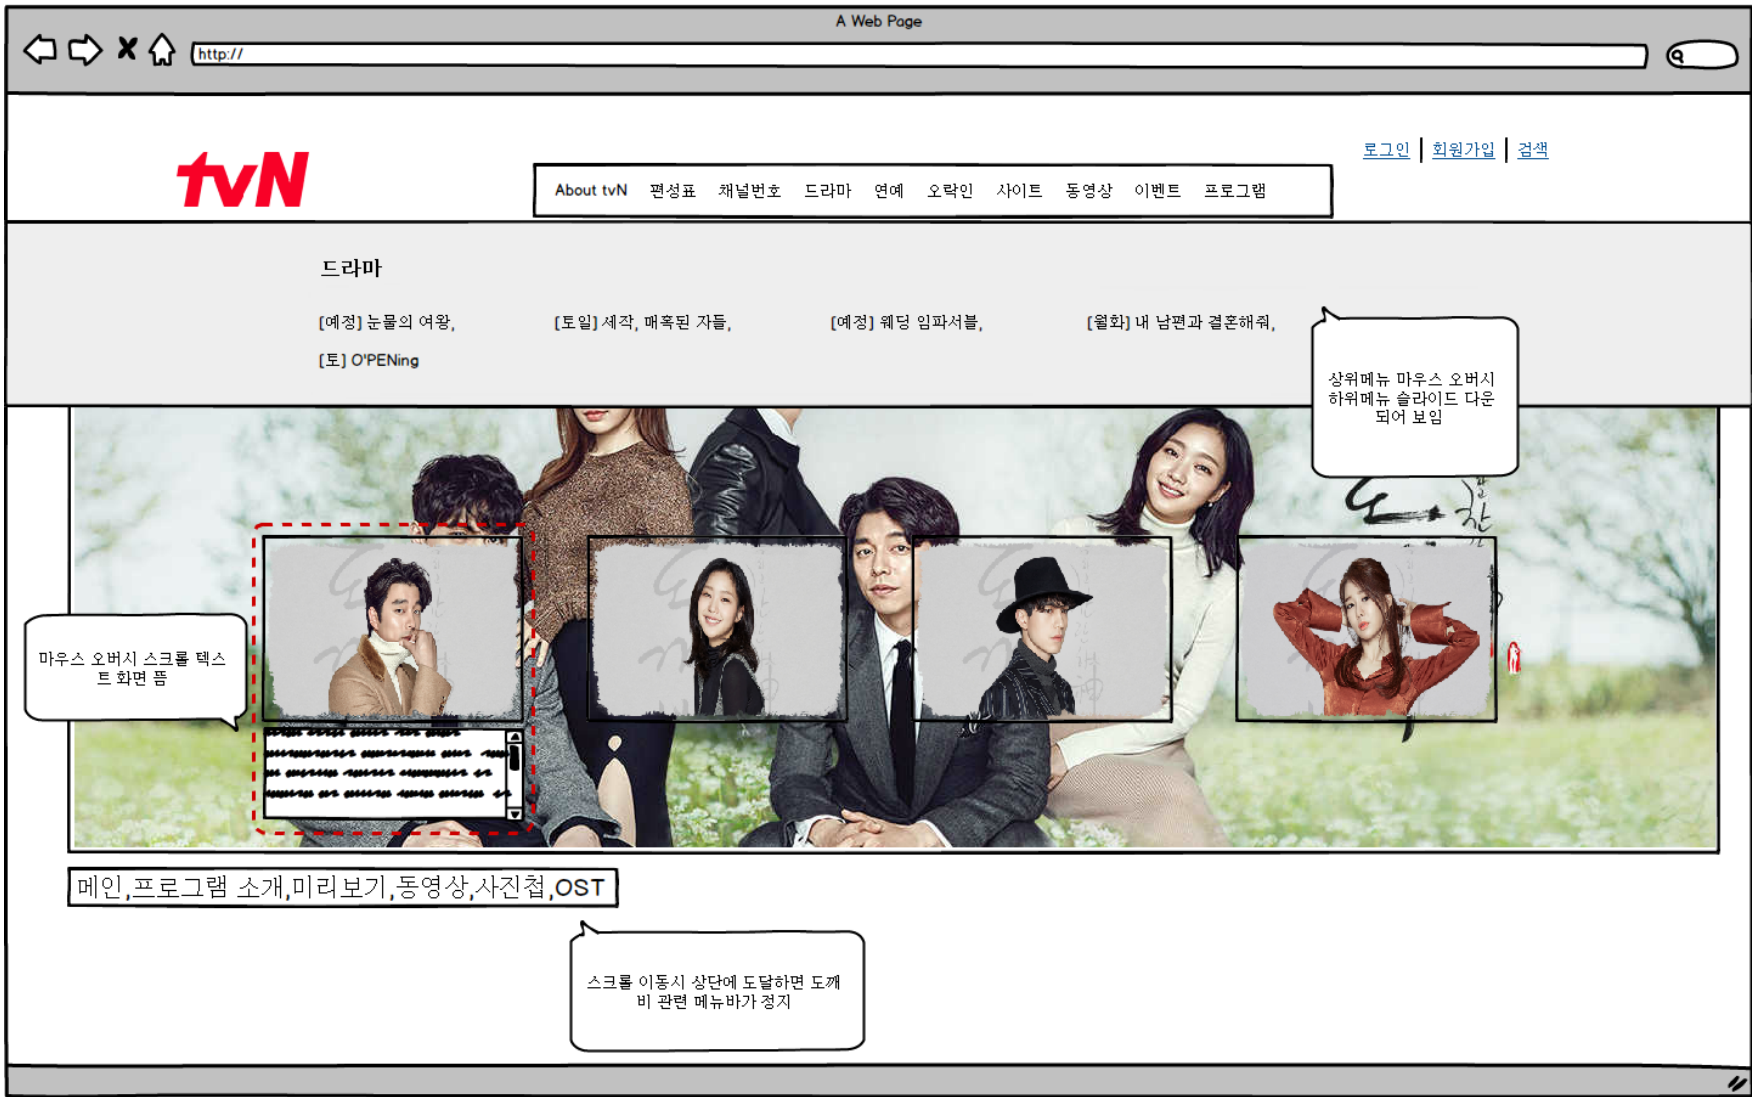 A Web Page
http://
로그인 회원가입 검색
tvN
About tvN 편성표 채널번호 드라마 연예 오락인 사이트 동영상 이벤트 프로그램
드라마
[예정] 눈물의 여왕, [토일] 세작, 매혹된 자들, [예정] 웨딩 임파서블, [월화] 내 남편과 결혼해줘,
[토] O'PENing
상위메뉴 마우스 오버시
하위메뉴 슬라이드 다운
되어 보임
마우스 오버시 스크롤 텍스
트 화면 뜸
메인,프로그램 소개,미리보기,동영상,사진첩,OST
스크롤 이동시 상단에 도달하면 도깨
비 관련 메뉴바가 정지